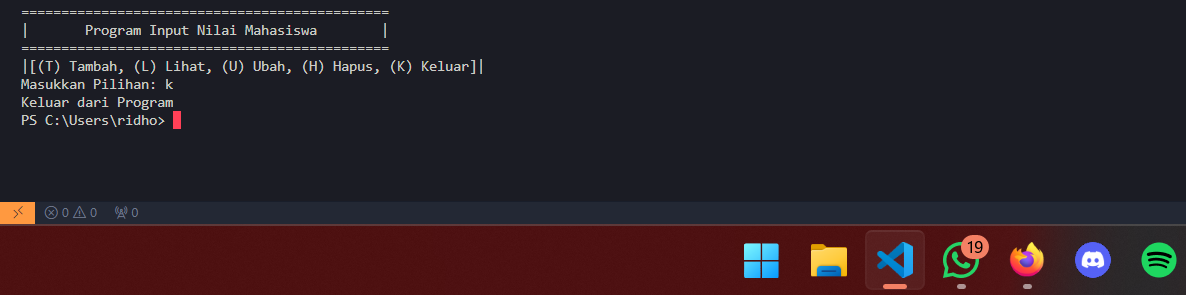 ==============================================
|       Program Input Nilai Mahasiswa        |
==============================================
|[(T) Tambah, (L) Lihat, (U) Ubah, (H) Hapus, (K) Keluar]|
Masukkan Pilihan: k
Keluar dari Program
PS C:\Users\ridho>
0 0 0
19